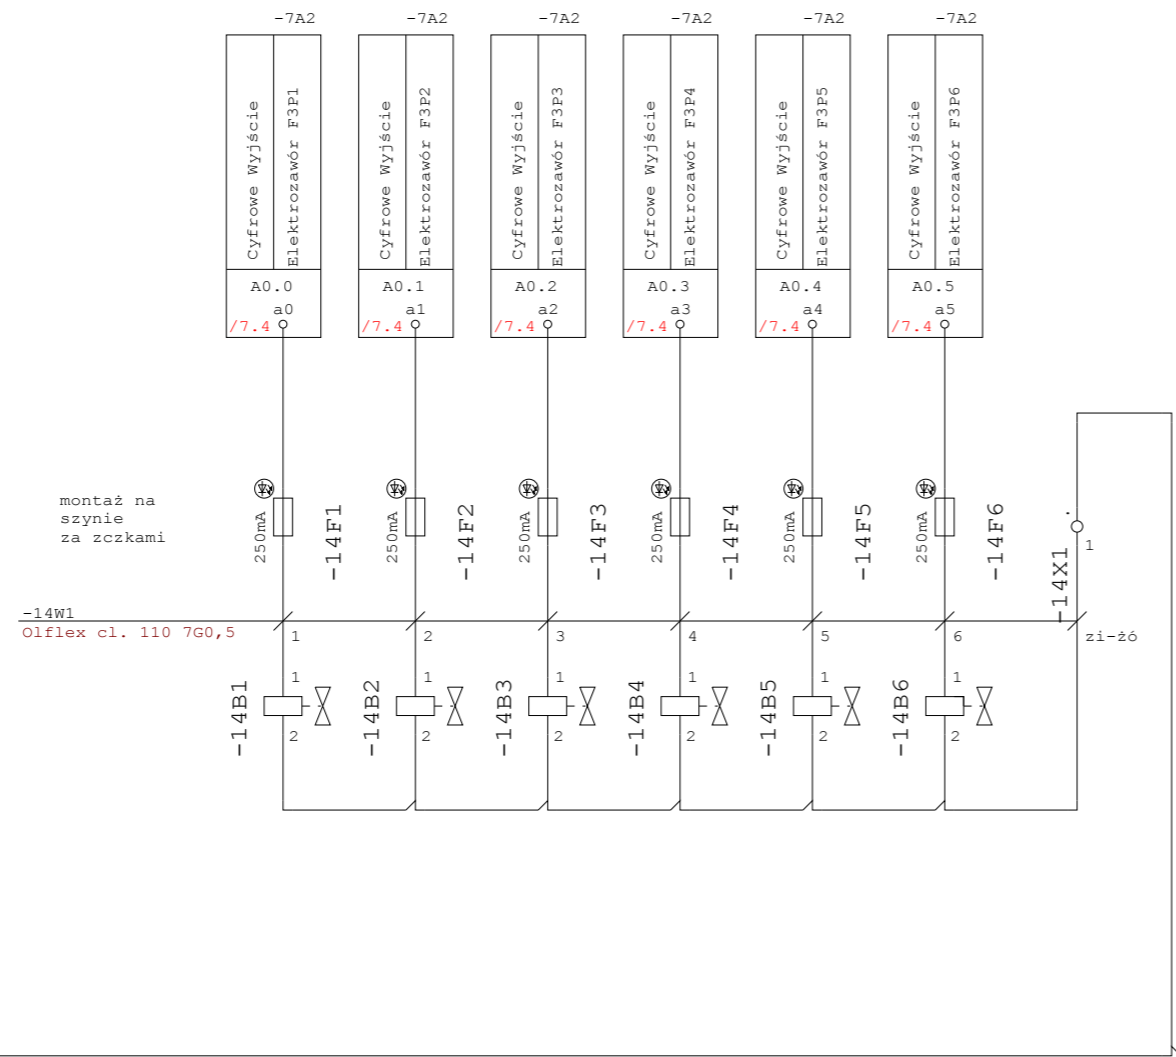 -7A2
-7A2
-7A2
-7A2
-7A2
-7A2
Cyfrowe Wyjście
Elektrozawór F3P1
Cyfrowe Wyjście
Elektrozawór F3P2
Cyfrowe Wyjście
Elektrozawór F3P3
Cyfrowe Wyjście
Elektrozawór F3P4
Cyfrowe Wyjście
Elektrozawór F3P5
Cyfrowe Wyjście
Elektrozawór F3P6
A0.0
A0.1
A0.2
A0.3
A0.4
A0.5
a0
a1
a2
a3
a4
a5
/7.4
/7.4
/7.4
/7.4
/7.4
/7.4
montaż na
szynie
za zczkami
250mA
-14F1
250mA
-14F2
250mA
-14F3
250mA
-14F4
250mA
-14F5
250mA
-14F6
-14X1
1
-14W1
Olflex cl. 110 7G0,5
1
2
3
4
5
6
zi-żó
-14B1
1
2
-14B2
1
2
-14B3
1
2
-14B4
1
2
-14B5
1
2
-14B6
1
2